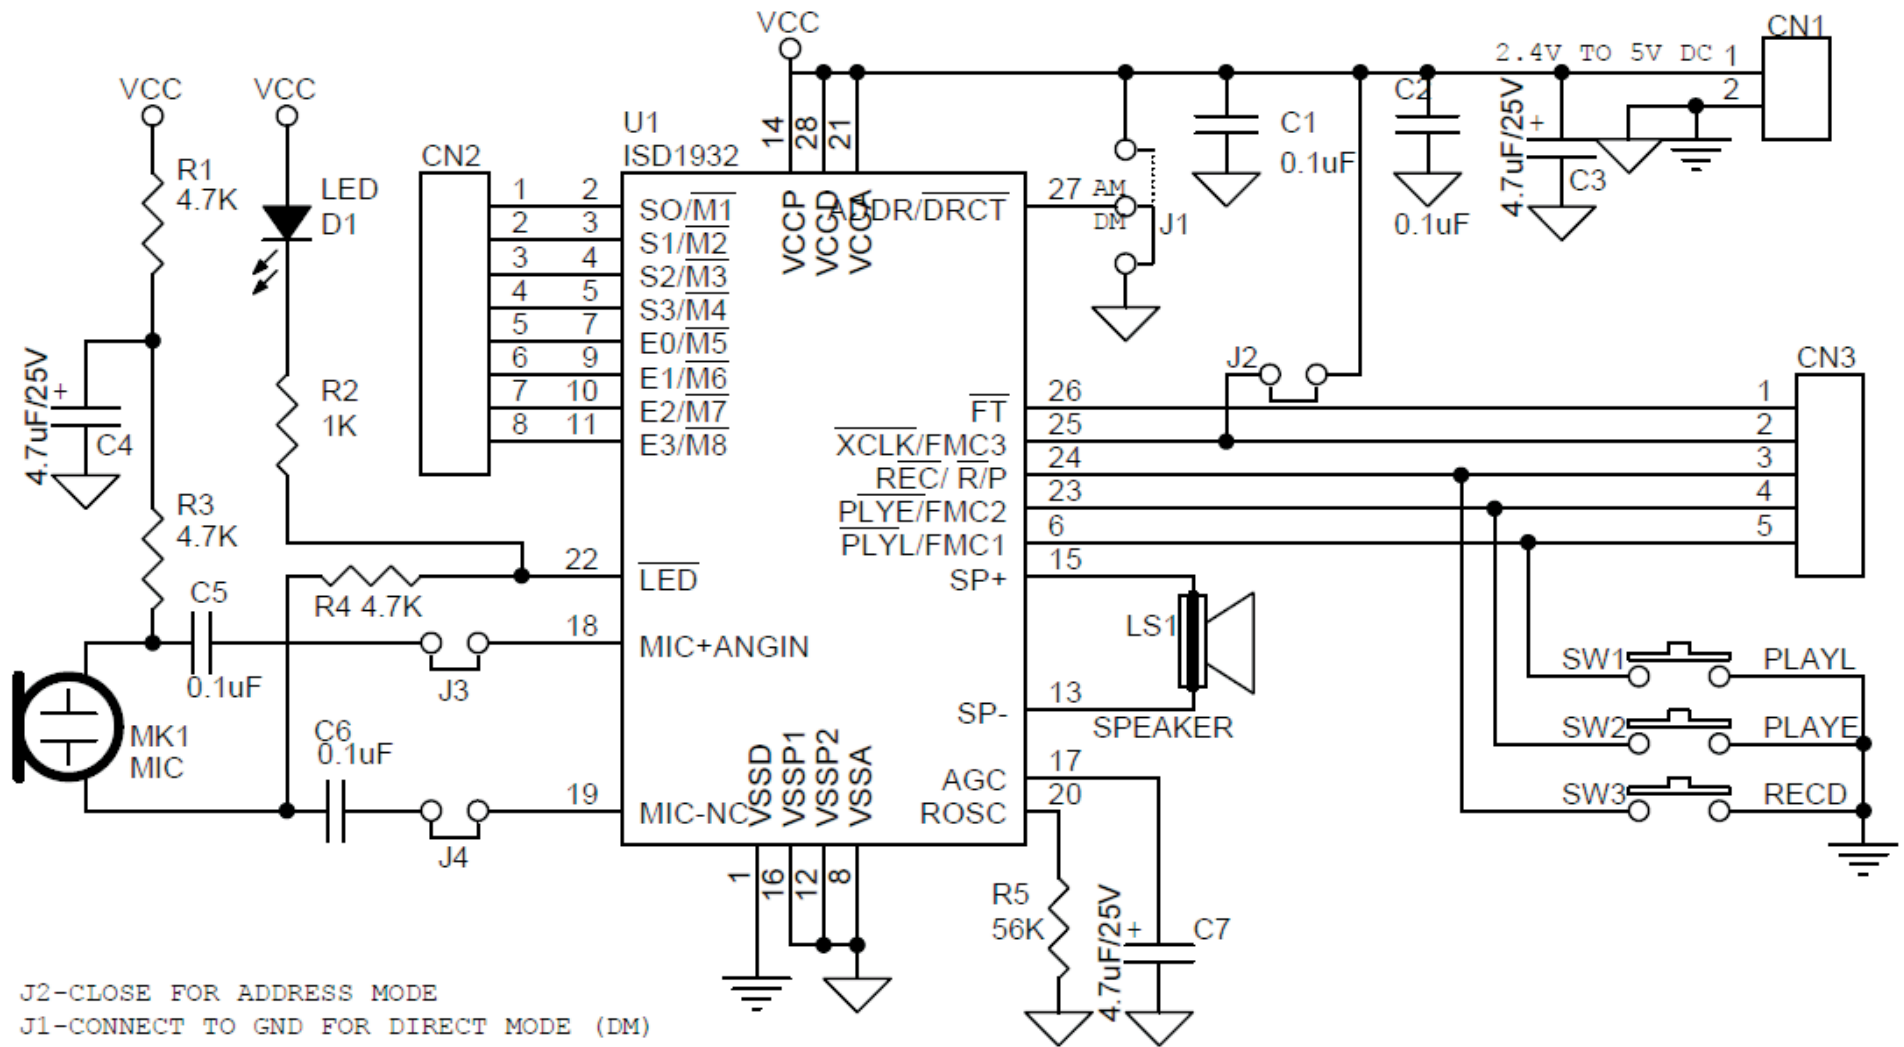 VCC
CN1
2.4V TO 5V DC
1
2
VCC
VCC
U1
ISD1932
14
28
21
C2
4.7uF/25V
+
C1
0.1uF
C3
0.1uF
R1
4.7K
LED
D1
CN2
1
2
3
4
5
6
7
8
2
3
4
5
7
9
10
11
S0/M1
S1/M2
S2/M3
S3/M4
E0/M5
E1/M6
E2/M7
E3/M8
VCCP
VCCD
VCCA
ADDR/DRCT
27
AM
DM
J1
J2
CN3
4.7uF/25V
+
C4
R2
1K
FT
XCLK/FMC3
REC/ R/P
PLYE/FMC2
PLYL/FMC1
SP+
26
25
24
23
6
15
1
2
3
4
5
R3
4.7K
22
LED
R4 4.7K
C5
0.1uF
J3
18
MIC+ANGIN
LS1
SPEAKER
SP-
13
SW1
PLAYL
SW2
PLAYE
SW3
RECD
MK1
MIC
C6
0.1uF
J4
19
MIC-NC
VSSD
VSSP1
VSSP2
VSSA
AGC
ROSC
17
20
1
16
12
8
R5
56K
4.7uF/25V
+
C7
J2-CLOSE FOR ADDRESS MODE
J1-CONNECT TO GND FOR DIRECT MODE (DM)